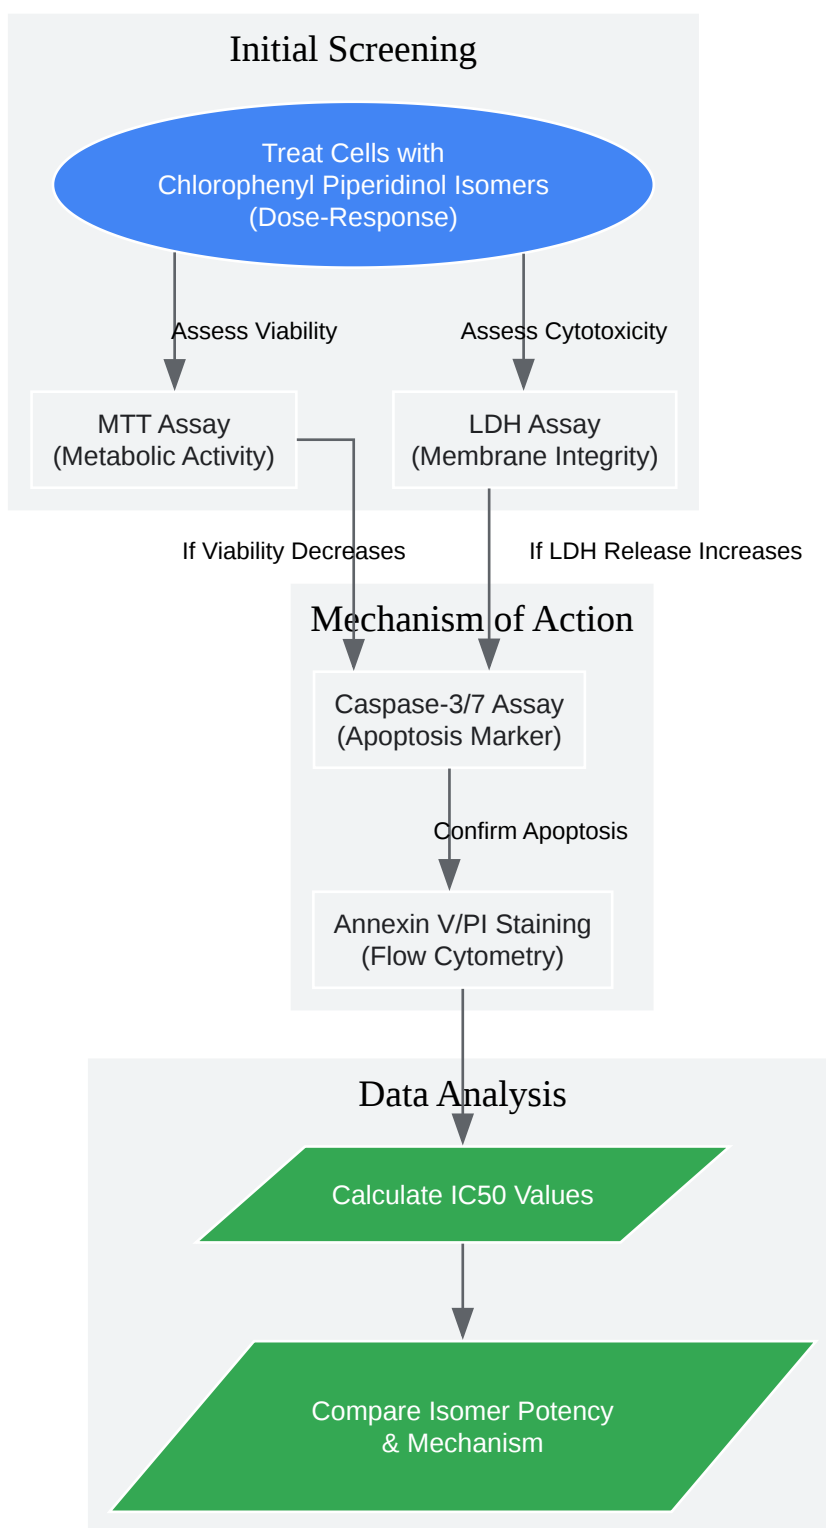 Initial Screening
Treat Cells with
Chlorophenyl Piperidinol Isomers
(Dose-Response)
Assess Viability
Assess Cytotoxicity
MTT Assay
(Metabolic Activity)
LDH Assay
(Membrane Integrity)
If Viability Decreases
If LDH Release Increases
Mechanism of Action
Caspase-3/7 Assay
(Apoptosis Marker)
Confirm Apoptosis
Annexin V/PI Staining
(Flow Cytometry)
Data Analysis
Calculate IC50 Values
Compare Isomer Potency
& Mechanism